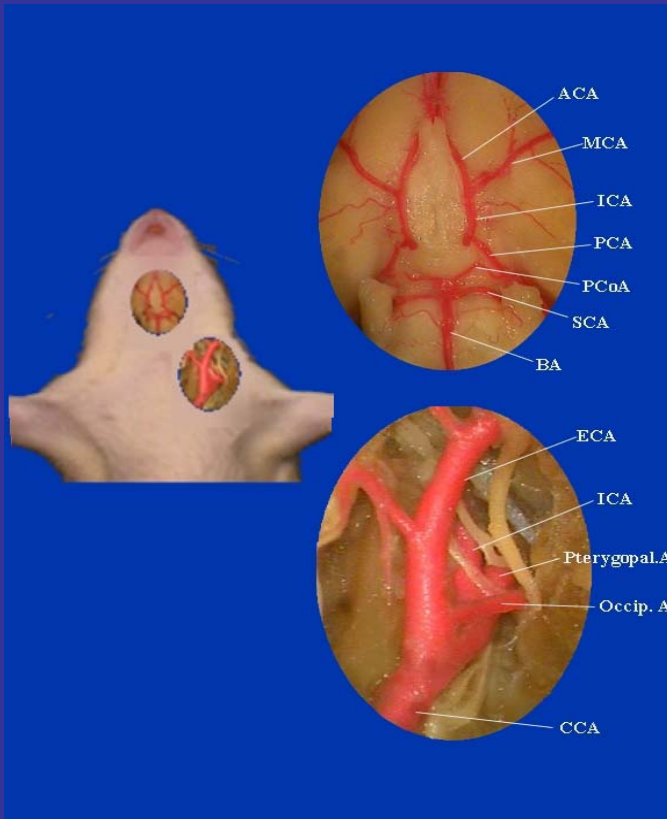 ACA
MCA
ICA
PCA
PCoA
SCA
BA
ECA
ICA
Pterygopal.A
Occip. A
CCA